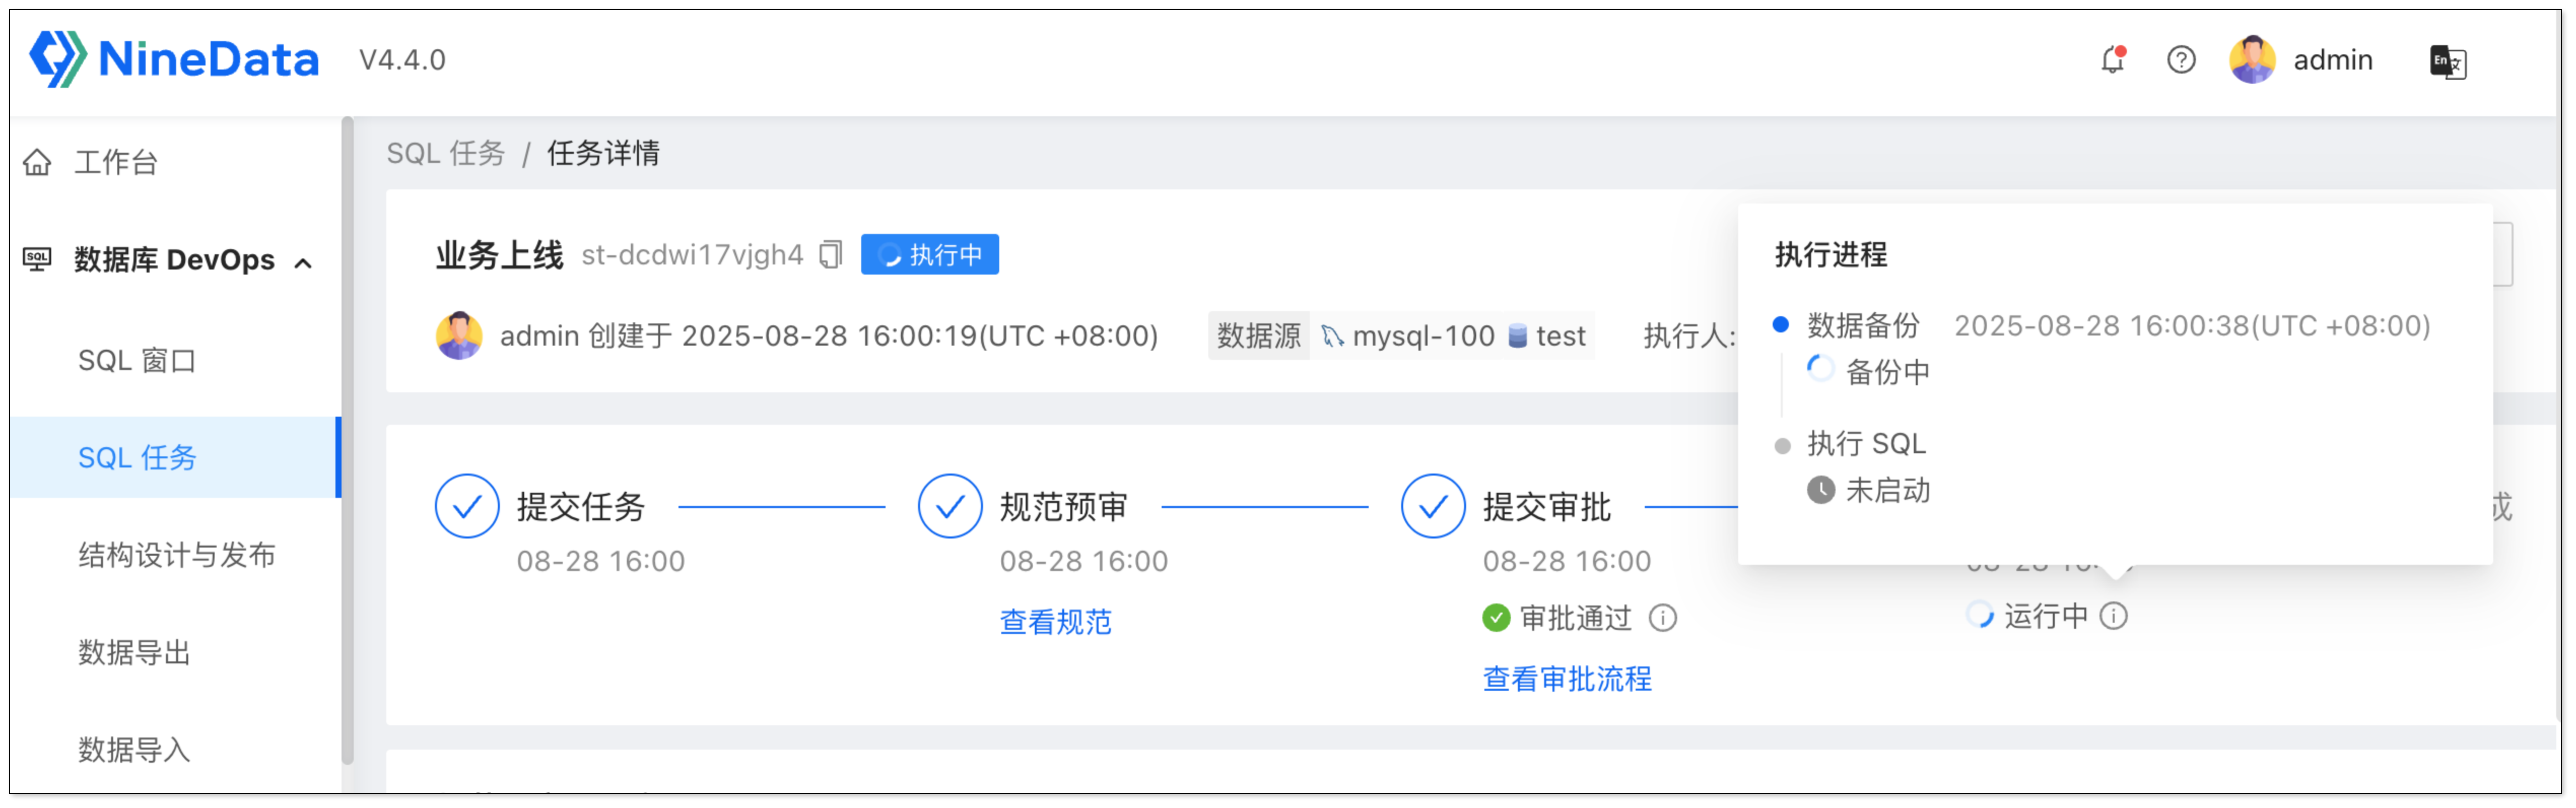 NineData V4.4.0
admin
En 文
工作台
数据库 DevOps
SQL
SQL 窗口
SQL 任务
结构设计与发布
数据导出
数据导入
SQL 任务 / 任务详情
业务上线 st-dcdwi17vjgh4 执行中
admin 创建于 2025-08-28 16:00:19(UTC +08:00) 数据源 mysql-100 test 执行人:
提交任务
08-28 16:00
规范预审
08-28 16:00
查看规范
提交审批
08-28 16:00
审批通过
查看审批流程
运行中
执行进程
数据备份 2025-08-28 16:00:38(UTC +08:00)
备份中
执行 SQL
未启动